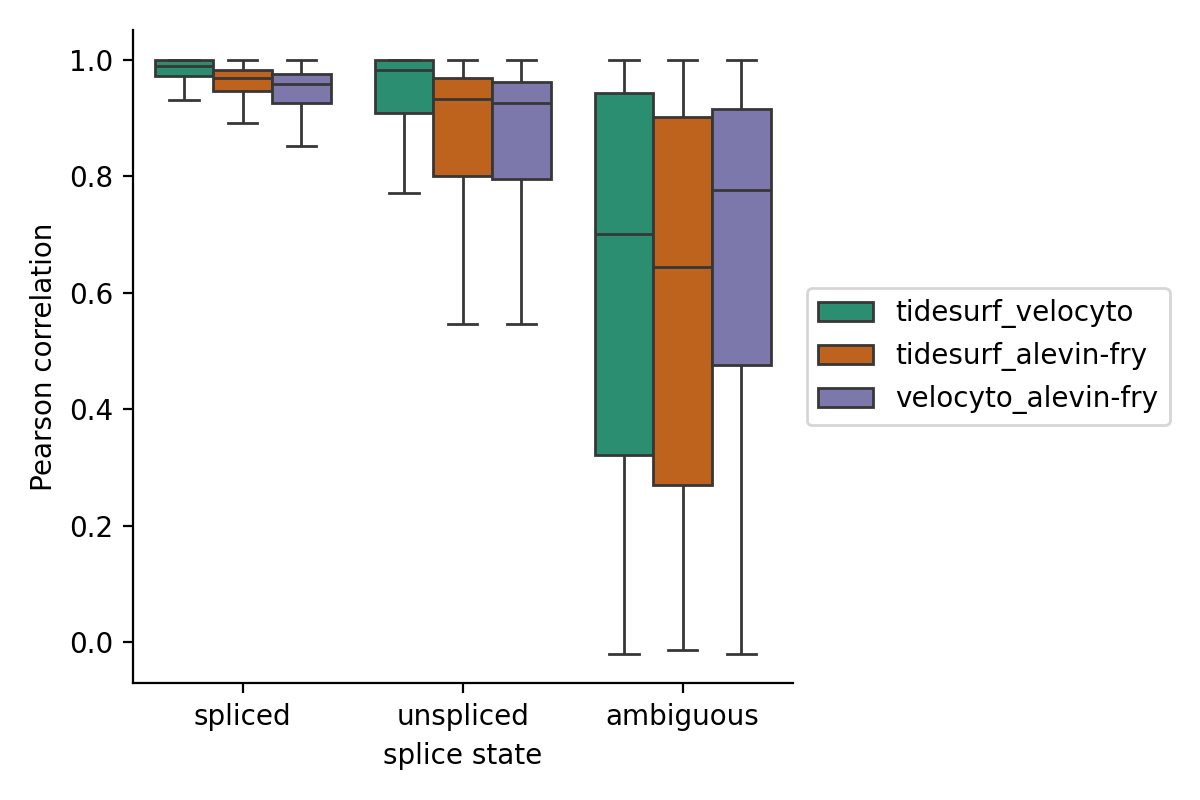 1.0
0.8
0.6
0.4
0.2
0.0
Pearson correlation
spliced
unspliced
ambiguous
splice state
tidesurf_velocyto
tidesurf_alevin-fry
velocyto_alevin-fry